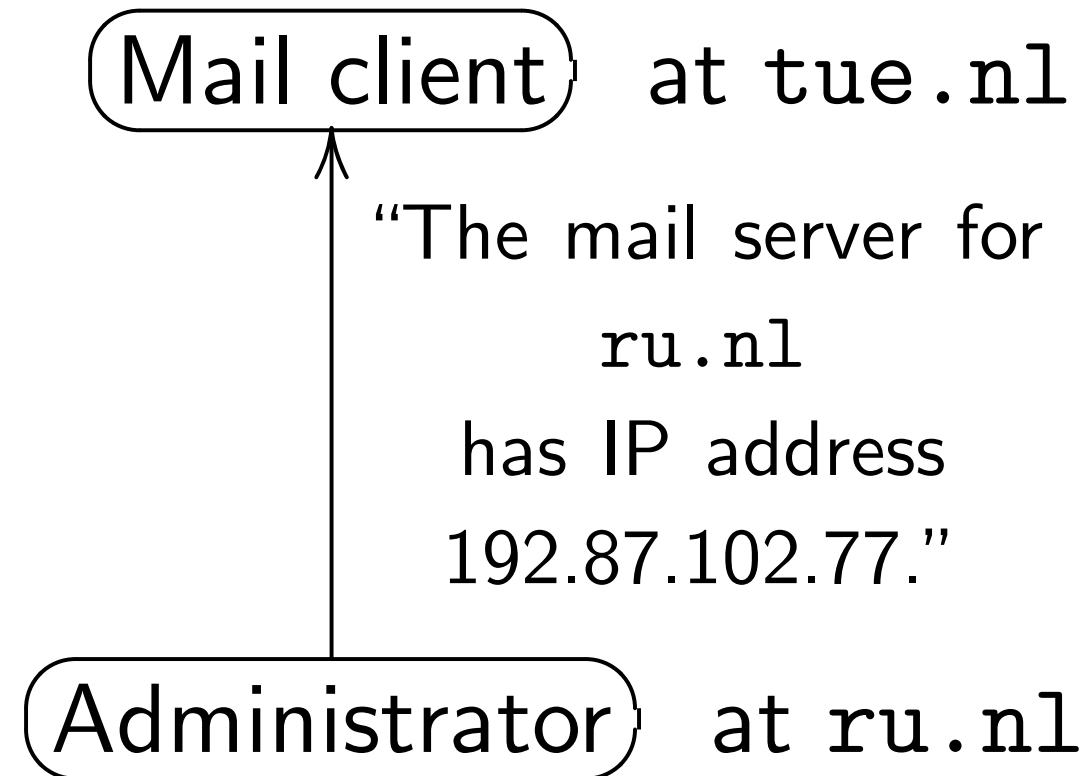 Mail client at tue.nl
“The mail server for
ru.nl
has IP address
192.87.102.77.”
Administrator at ru.nl